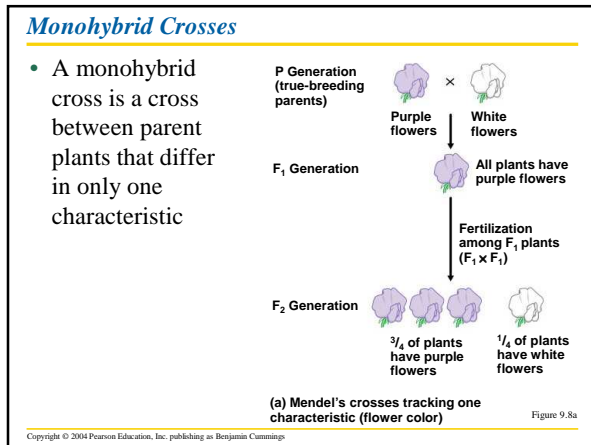 Monohybrid Crosses
• A monohybrid
cross is a cross
between parent
plants that differ
in only one
characteristic
P Generation
(true-breeding
parents)
×
Purple
flowers
White
flowers
F₁ Generation
All plants have
purple flowers
Fertilization
among F₁ plants
(F₁ × F₁)
F₂ Generation
³/₄ of plants
have purple
flowers
¹/₄ of plants
have white
flowers
(a) Mendel's crosses tracking one
characteristic (flower color)
Figure 9.8a
Copyright © 2004 Pearson Education, Inc. publishing as Benjamin Cummings